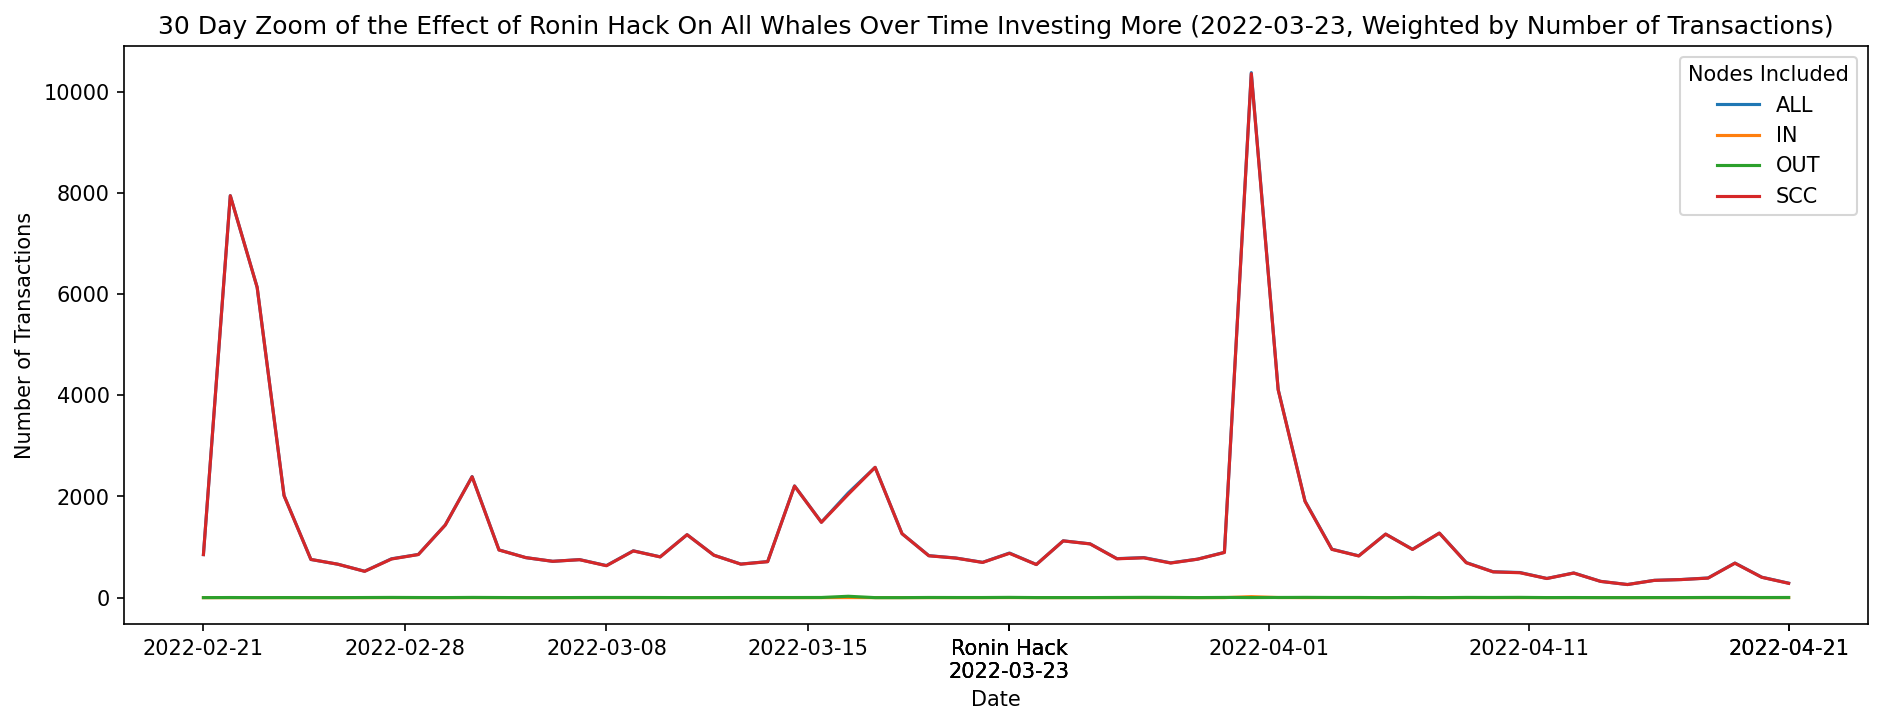 30 Day Zoom of the Effect of Ronin Hack On All Whales Over Time Investing More (2022-03-23, Weighted by Number of Transactions)
Number of Transactions
10000
8000
6000
4000
2000
0
Nodes Included
ALL
IN
OUT
SCC
2022-02-21
2022-02-28
2022-03-08
2022-03-15
Ronin Hack
2022-03-23
2022-04-01
2022-04-11
2022-04-21
Date